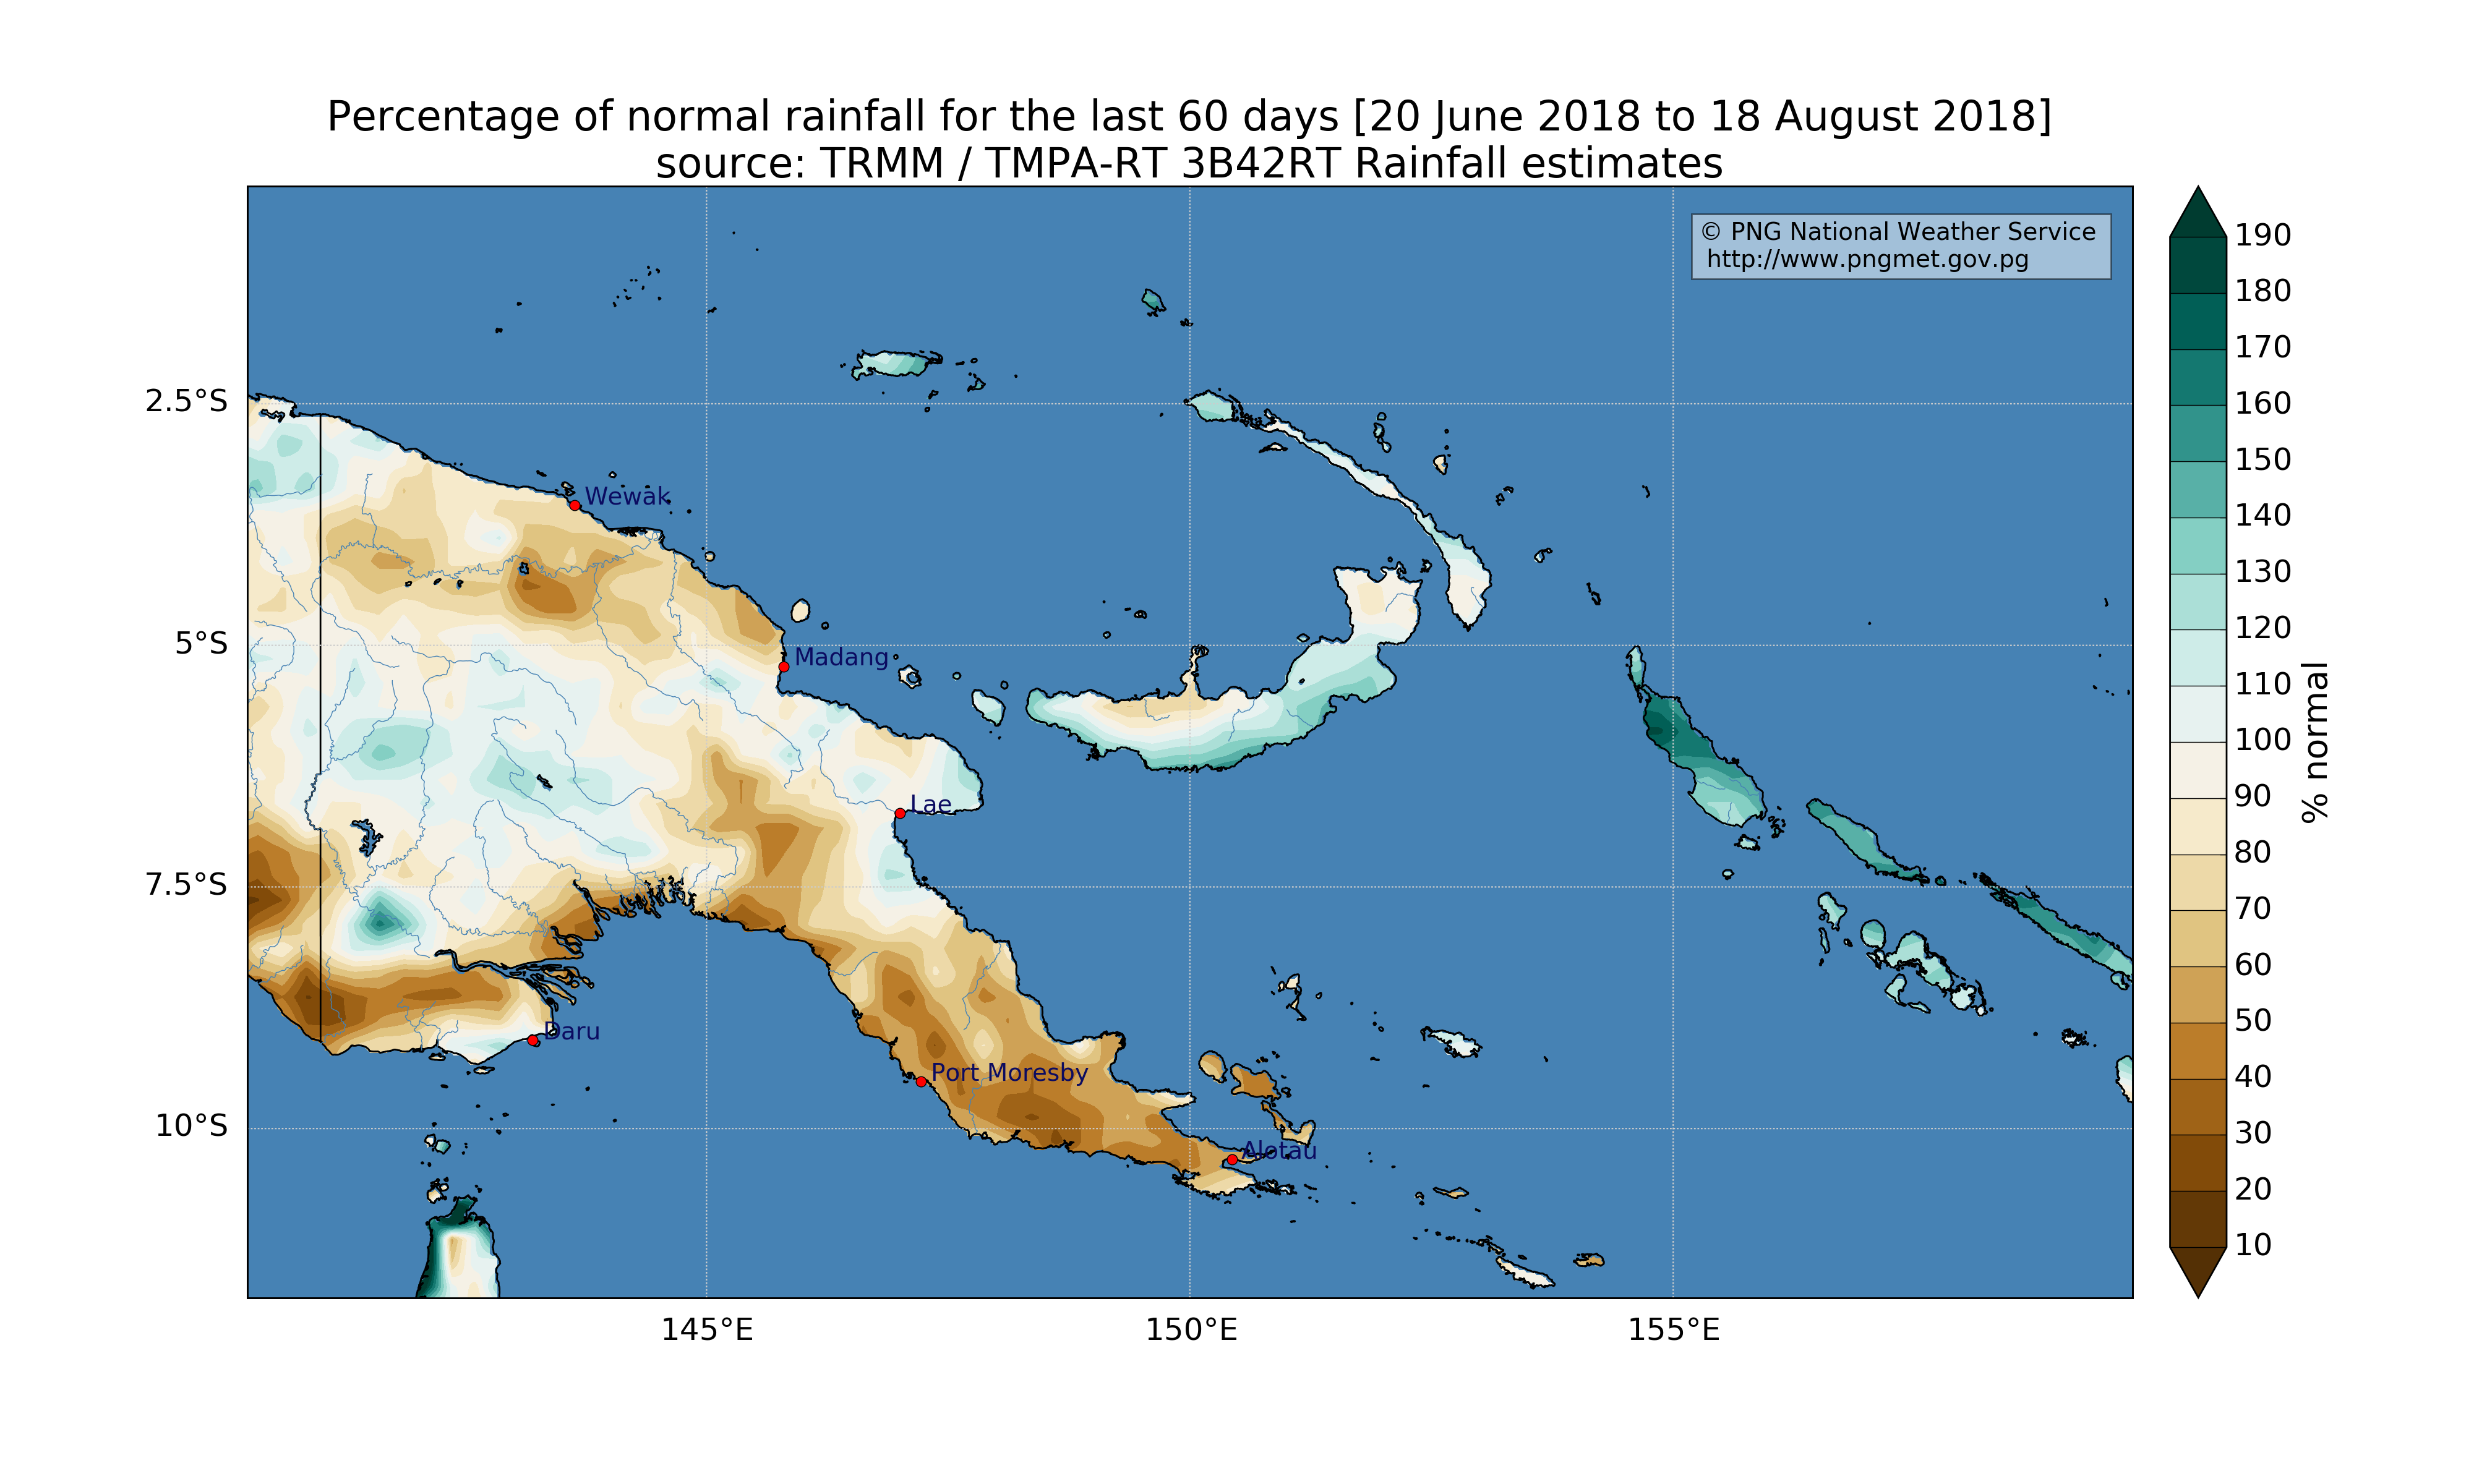 Percentage of normal rainfall for the last 60 days [20 June 2018 to 18 August 2018]
source: TRMM / TMPA-RT 3B42RT Rainfall estimates
© PNG National Weather Service
http://www.pngmet.gov.pg
2.5°S
5°S
7.5°S
10°S
Wewak
Madang
Lae
Daru
Port Moresby
Alotau
145°E
150°E
155°E
190
180
170
160
150
140
130
120
110
100
90
80
70
60
50
40
30
20
10
% normal